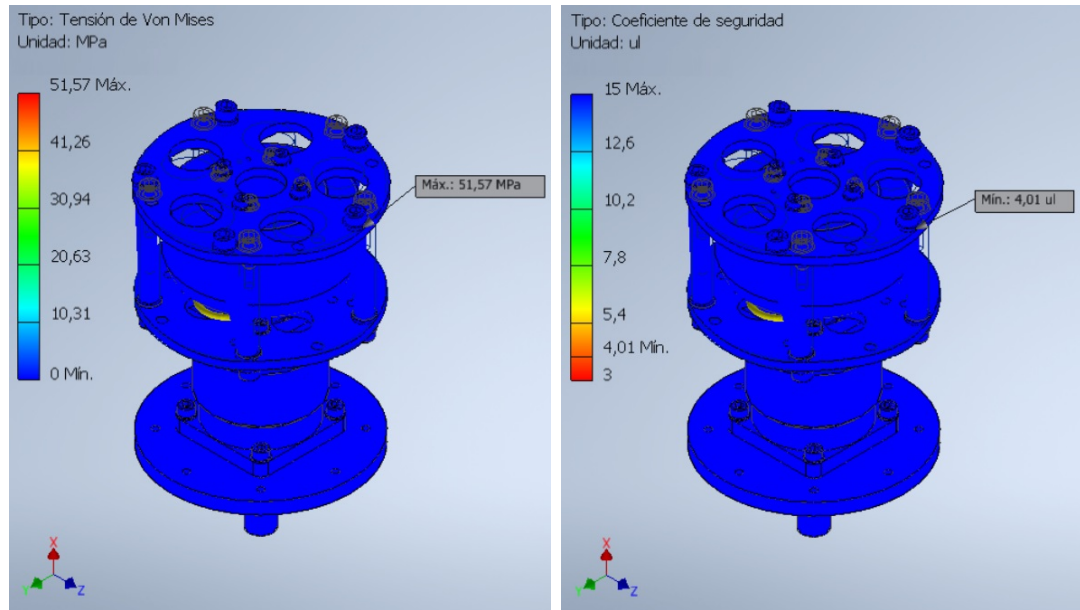 Tipo: Tensión de Von Mises
Unidad: MPa
51,57 Máx.
41,26
30,94
20,63
10,31
0 Mín.
Máx.: 51,57 MPa
X
Y
Z
Tipo: Coeficiente de seguridad
Unidad: ul
15 Máx.
12,6
10,2
7,8
5,4
4,01 Mín.
3
Mín.: 4,01 ul
X
Y
Z